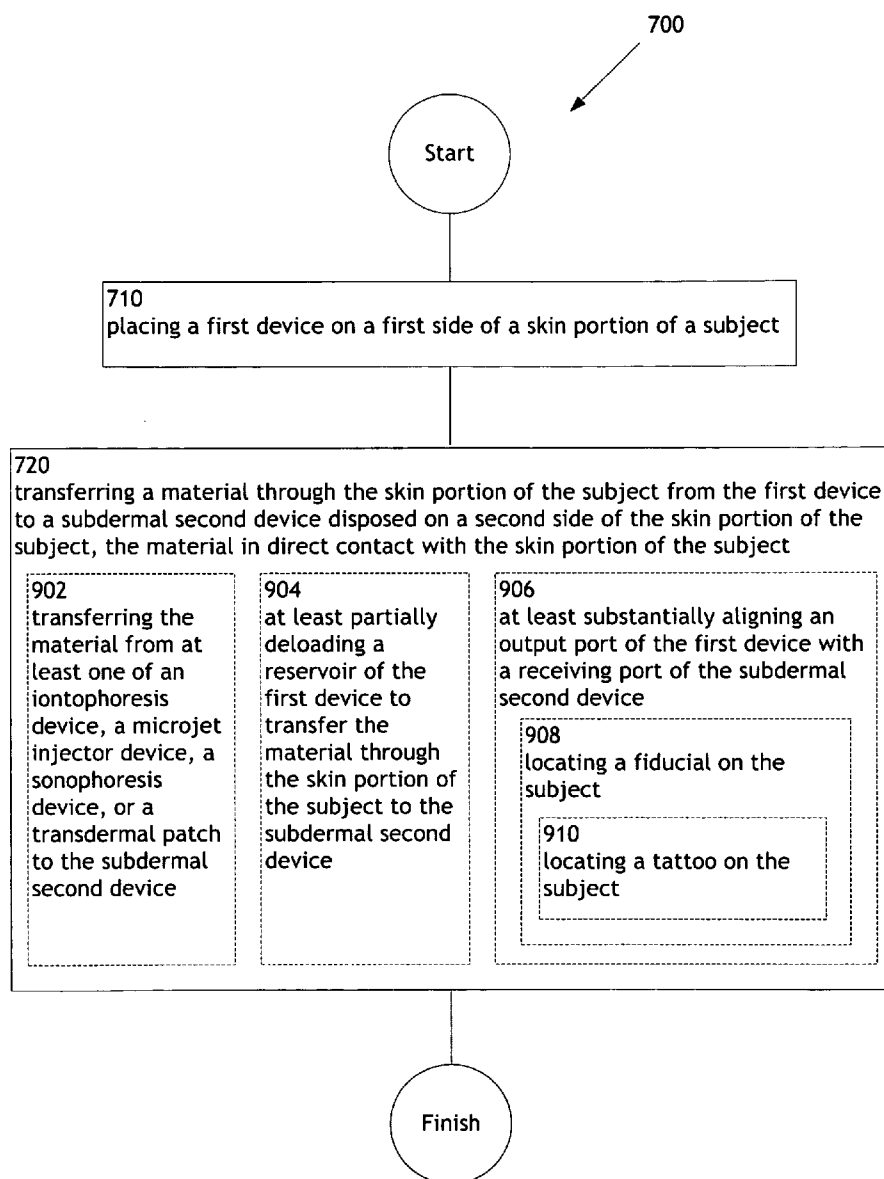 700
Start
710
placing a first device on a first side of a skin portion of a subject
720
transferring a material through the skin portion of the subject from the first device
to a subdermal second device disposed on a second side of the skin portion of the
subject, the material in direct contact with the skin portion of the subject
902
transferring the
material from at
least one of an
iontophoresis
device, a microjet
injector device, a
sonophoresis
device, or a
transdermal patch
to the subdermal
second device
904
at least partially
deloading a
reservoir of the
first device to
transfer the
material through
the skin portion of
the subject to the
subdermal second
device
906
at least substantially aligning an
output port of the first device with
a receiving port of the subdermal
second device
908
locating a fiducial on the
subject
910
locating a tattoo on the
subject
Finish